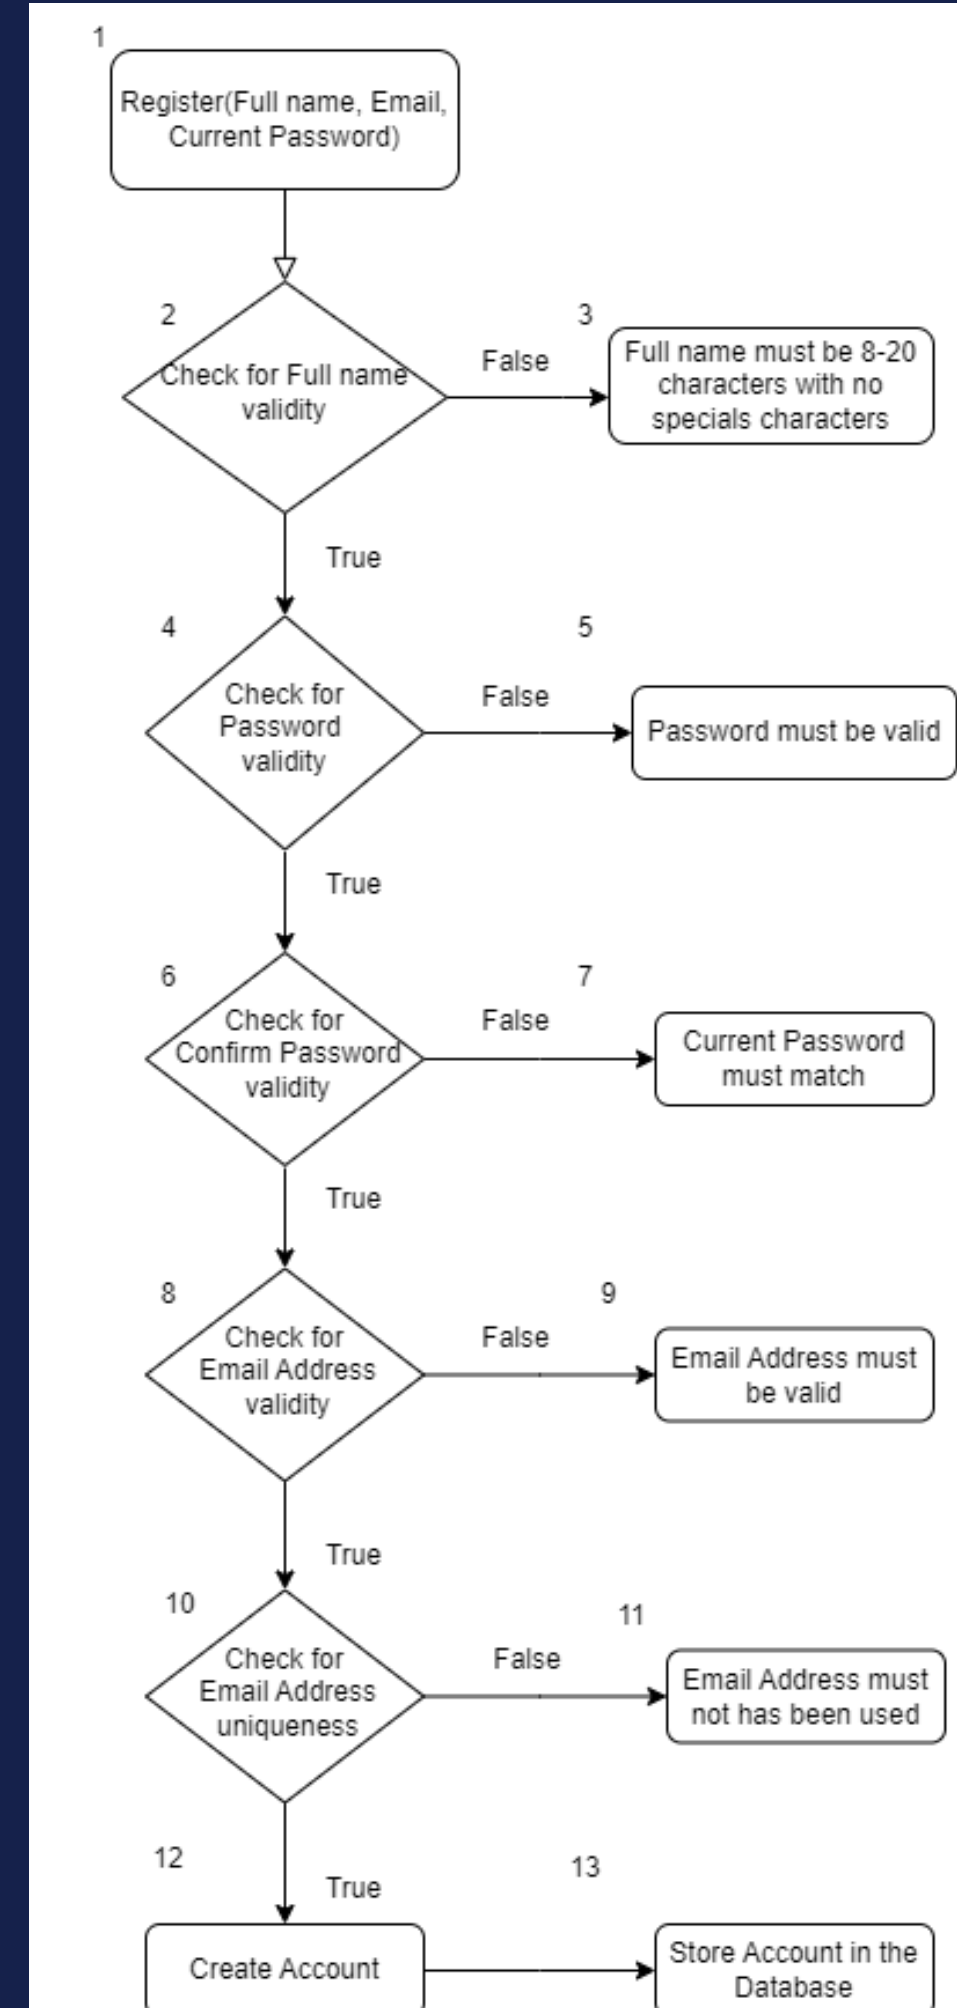 1
Register(Full name, Email,
Current Password)
2
Check for Full name
validity
False
3
Full name must be 8-20
characters with no
specials characters
True
4
Check for
Password
validity
False
5
Password must be valid
True
6
Check for
Confirm Password
validity
False
7
Current Password
must match
True
8
Check for
Email Address
validity
False
9
Email Address must
be valid
True
10
Check for
Email Address
uniqueness
False
11
Email Address must
not has been used
True
12
Create Account
13
Store Account in the
Database